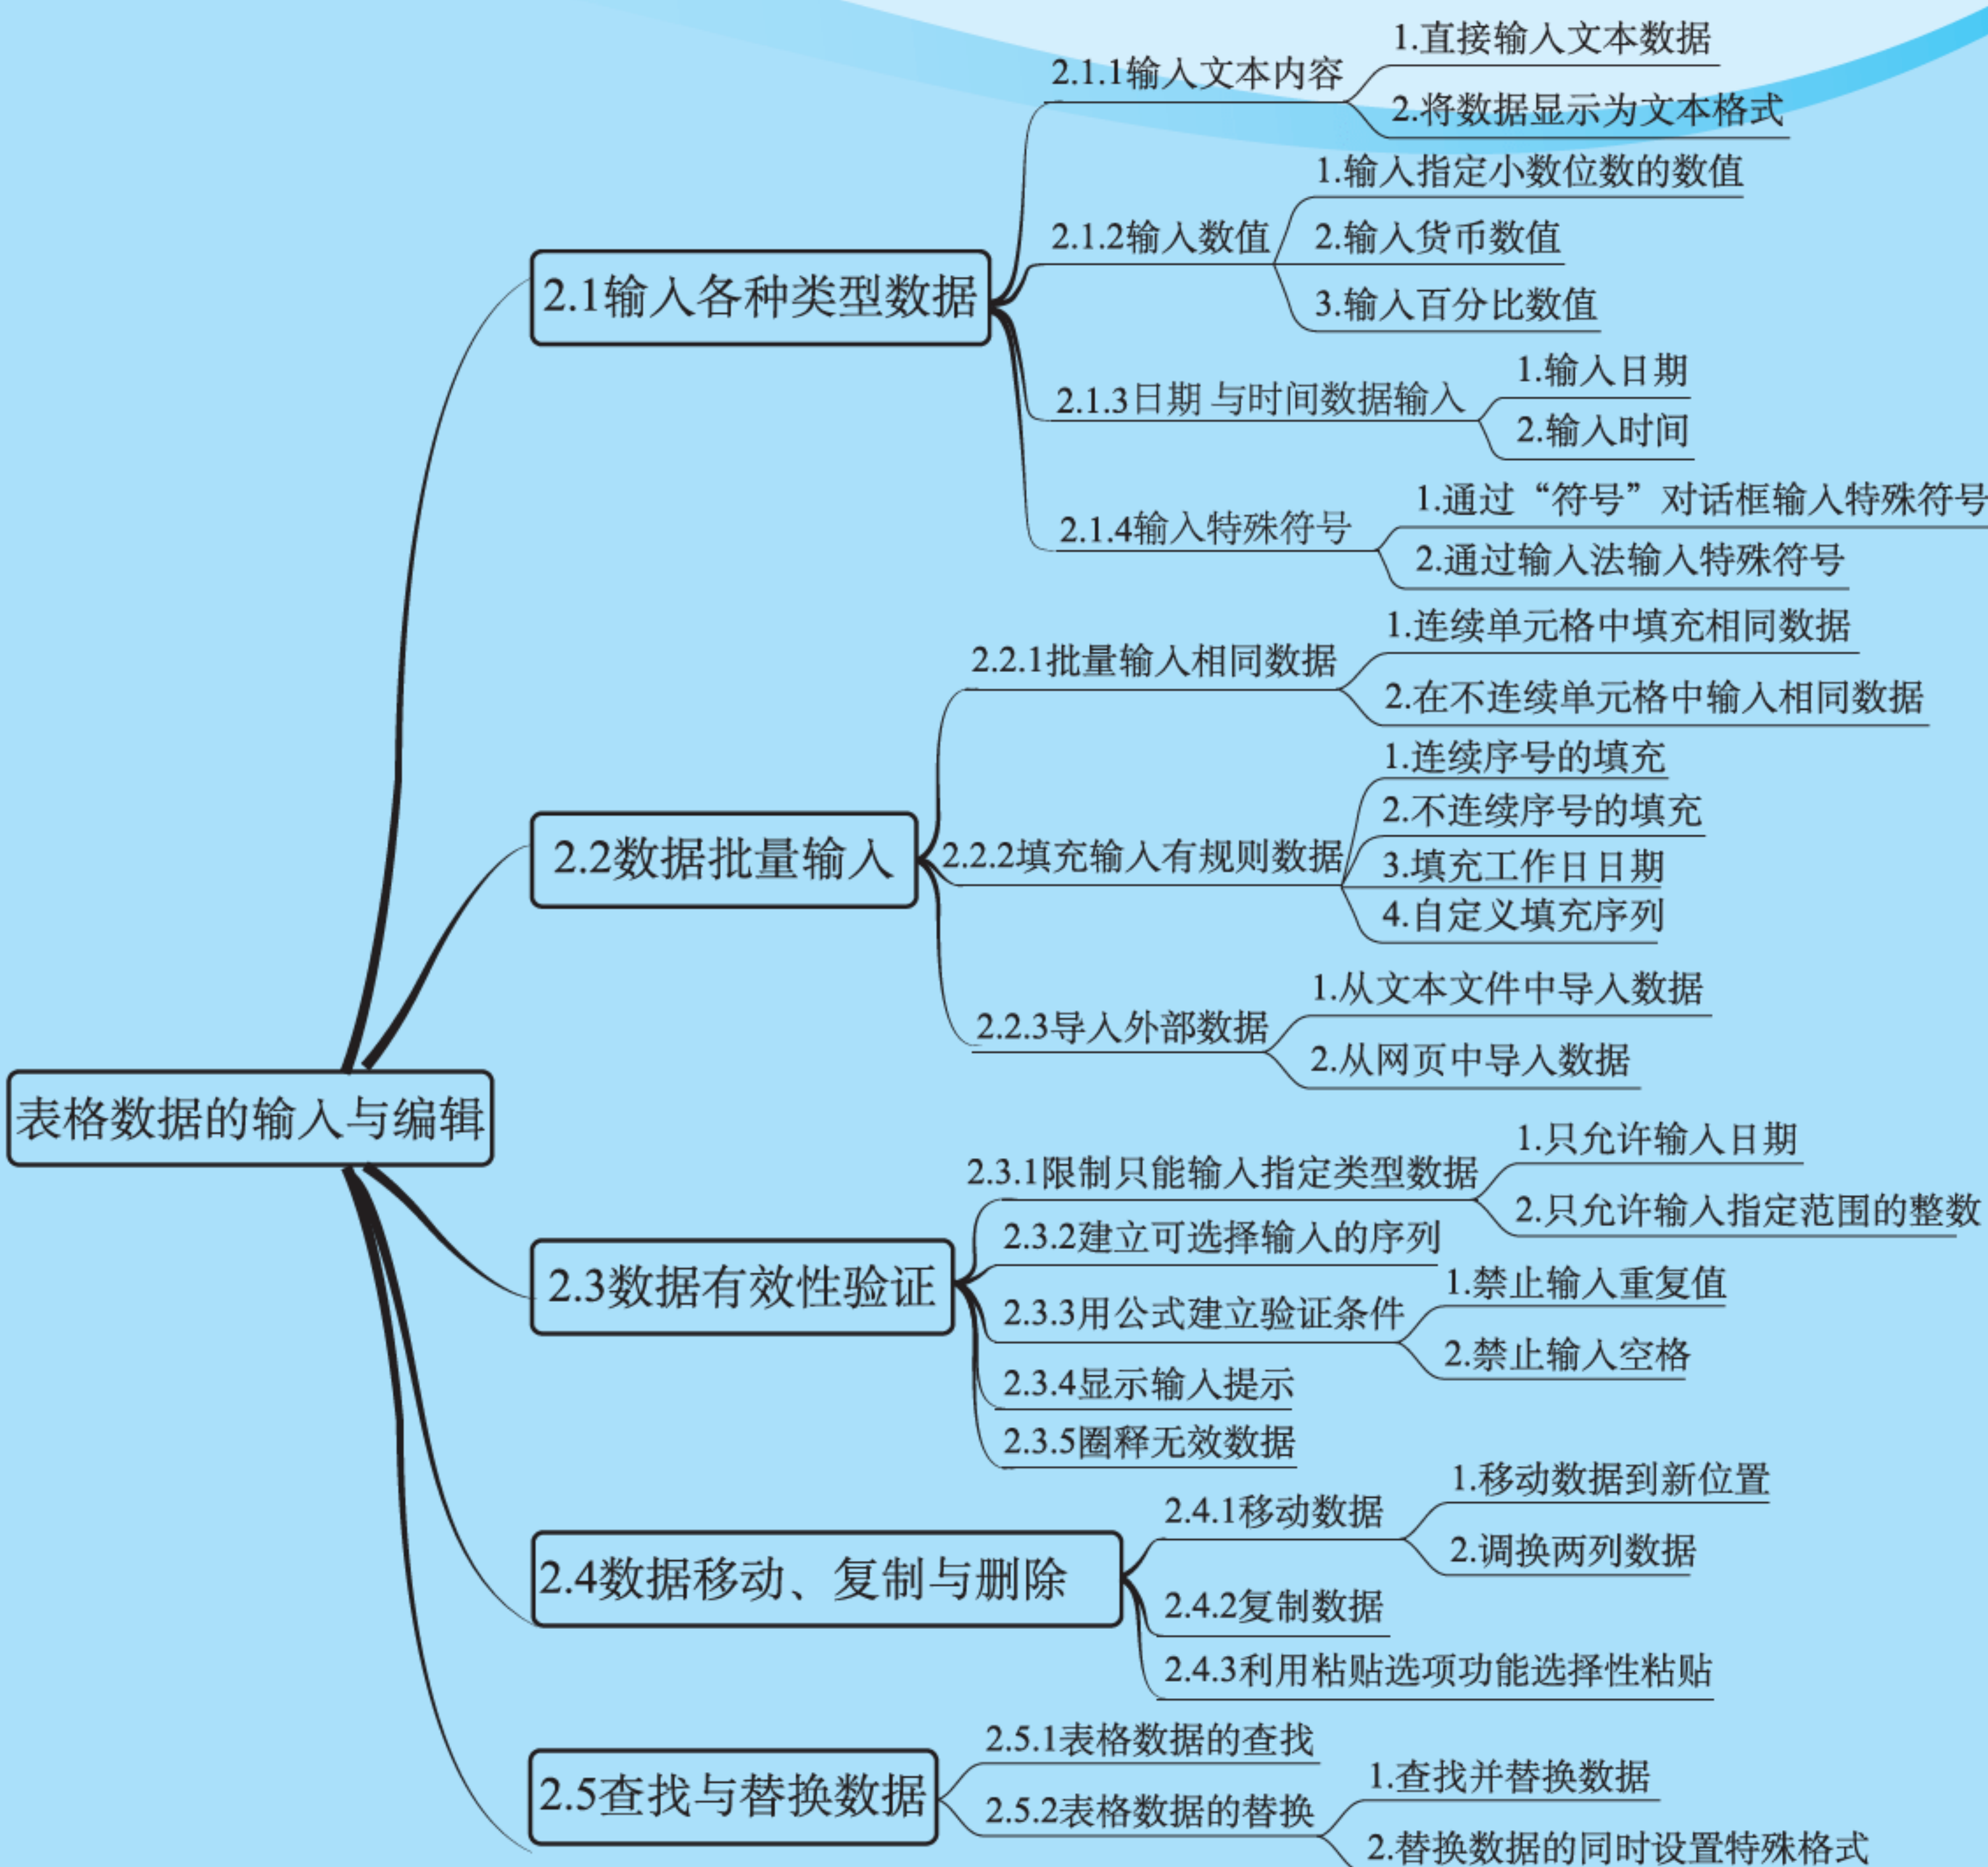 表格数据的输入与编辑
2.1输入各种类型数据
2.1.1输入文本内容
1.直接输入文本数据
2.将数据显示为文本格式
2.1.2输入数值
1.输入指定小数位数的数值
2.输入货币数值
3.输入百分比数值
2.1.3日期 与时间数据输入
1.输入日期
2.输入时间
2.1.4输入特殊符号
1.通过“符号”对话框输入特殊符号
2.通过输入法输入特殊符号
2.2数据批量输入
2.2.1批量输入相同数据
1.连续单元格中填充相同数据
2.在不连续单元格中输入相同数据
2.2.2填充输入有规则数据
1.连续序号的填充
2.不连续序号的填充
3.填充工作日日期
4.自定义填充序列
2.2.3导入外部数据
1.从文本文件中导入数据
2.从网页中导入数据
2.3数据有效性验证
2.3.1限制只能输入指定类型数据
1.只允许输入日期
2.只允许输入指定范围的整数
2.3.2建立可选择输入的序列
2.3.3用公式建立验证条件
1.禁止输入重复值
2.禁止输入空格
2.3.4显示输入提示
2.3.5圈释无效数据
2.4数据移动、复制与删除
2.4.1移动数据
1.移动数据到新位置
2.调换两列数据
2.4.2复制数据
2.4.3利用粘贴选项功能选择性粘贴
2.5查找与替换数据
2.5.1表格数据的查找
2.5.2表格数据的替换
1.查找并替换数据
2.替换数据的同时设置特殊格式